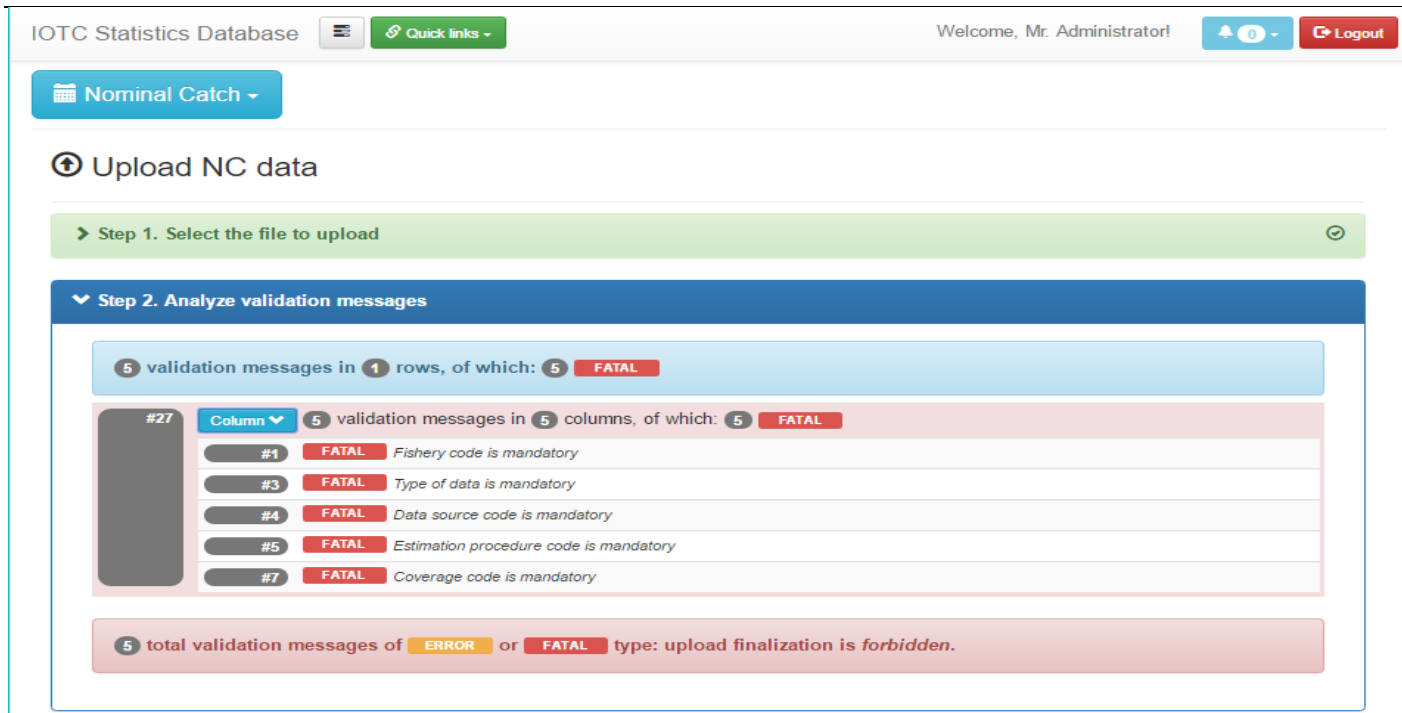 IOTC Statistics Database Quick links Welcome, Mr. Administrator! 0 Logout
Nominal Catch
Upload NC data
Step 1. Select the file to upload
Step 2. Analyze validation messages
5 validation messages in 1 rows, of which: 5 FATAL
#27 Column 5 validation messages in 5 columns, of which: 5 FATAL
#1 FATAL Fishery code is mandatory
#3 FATAL Type of data is mandatory
#4 FATAL Data source code is mandatory
#5 FATAL Estimation procedure code is mandatory
#7 FATAL Coverage code is mandatory
5 total validation messages of ERROR or FATAL type: upload finalization is forbidden.